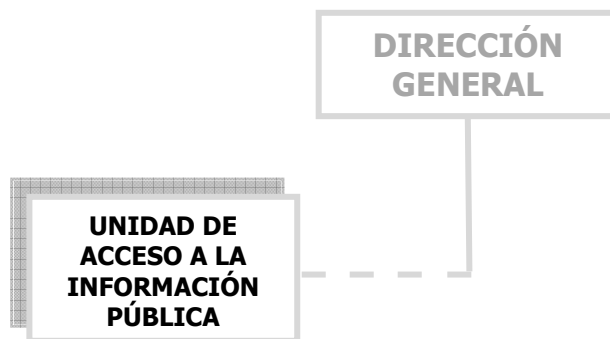 DIRECCIÓN
GENERAL
UNIDAD DE
ACCESO A LA
INFORMACIÓN
PÚBLICA